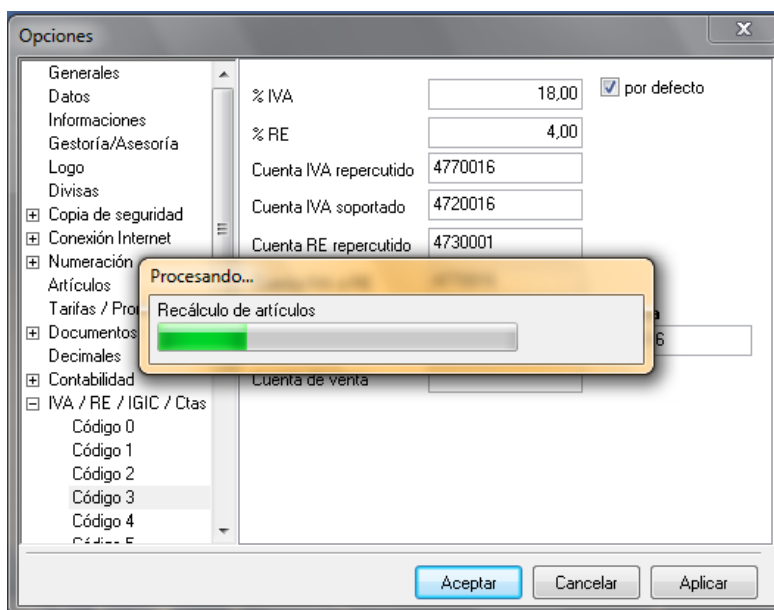 Opciones
Generales
Datos
Informaciones
Gestoría/Asesoría
Logo
Divisas
Copia de seguridad
Conexión Internet
Numeración
Artículos
Tarifas / Pro
Documentos
Decimales
Contabilidad
IVA / RE / IGIC / Ctas
Código 0
Código 1
Código 2
Código 3
Código 4
% IVA 18,00 por defecto
% RE 4,00
Cuenta IVA repercutido 4770016
Cuenta IVA soportado 4720016
Cuenta RE repercutido 4730001
Procesando...
Recálculo de artículos
a
6
Cuenta de venta
Aceptar Cancelar Aplicar